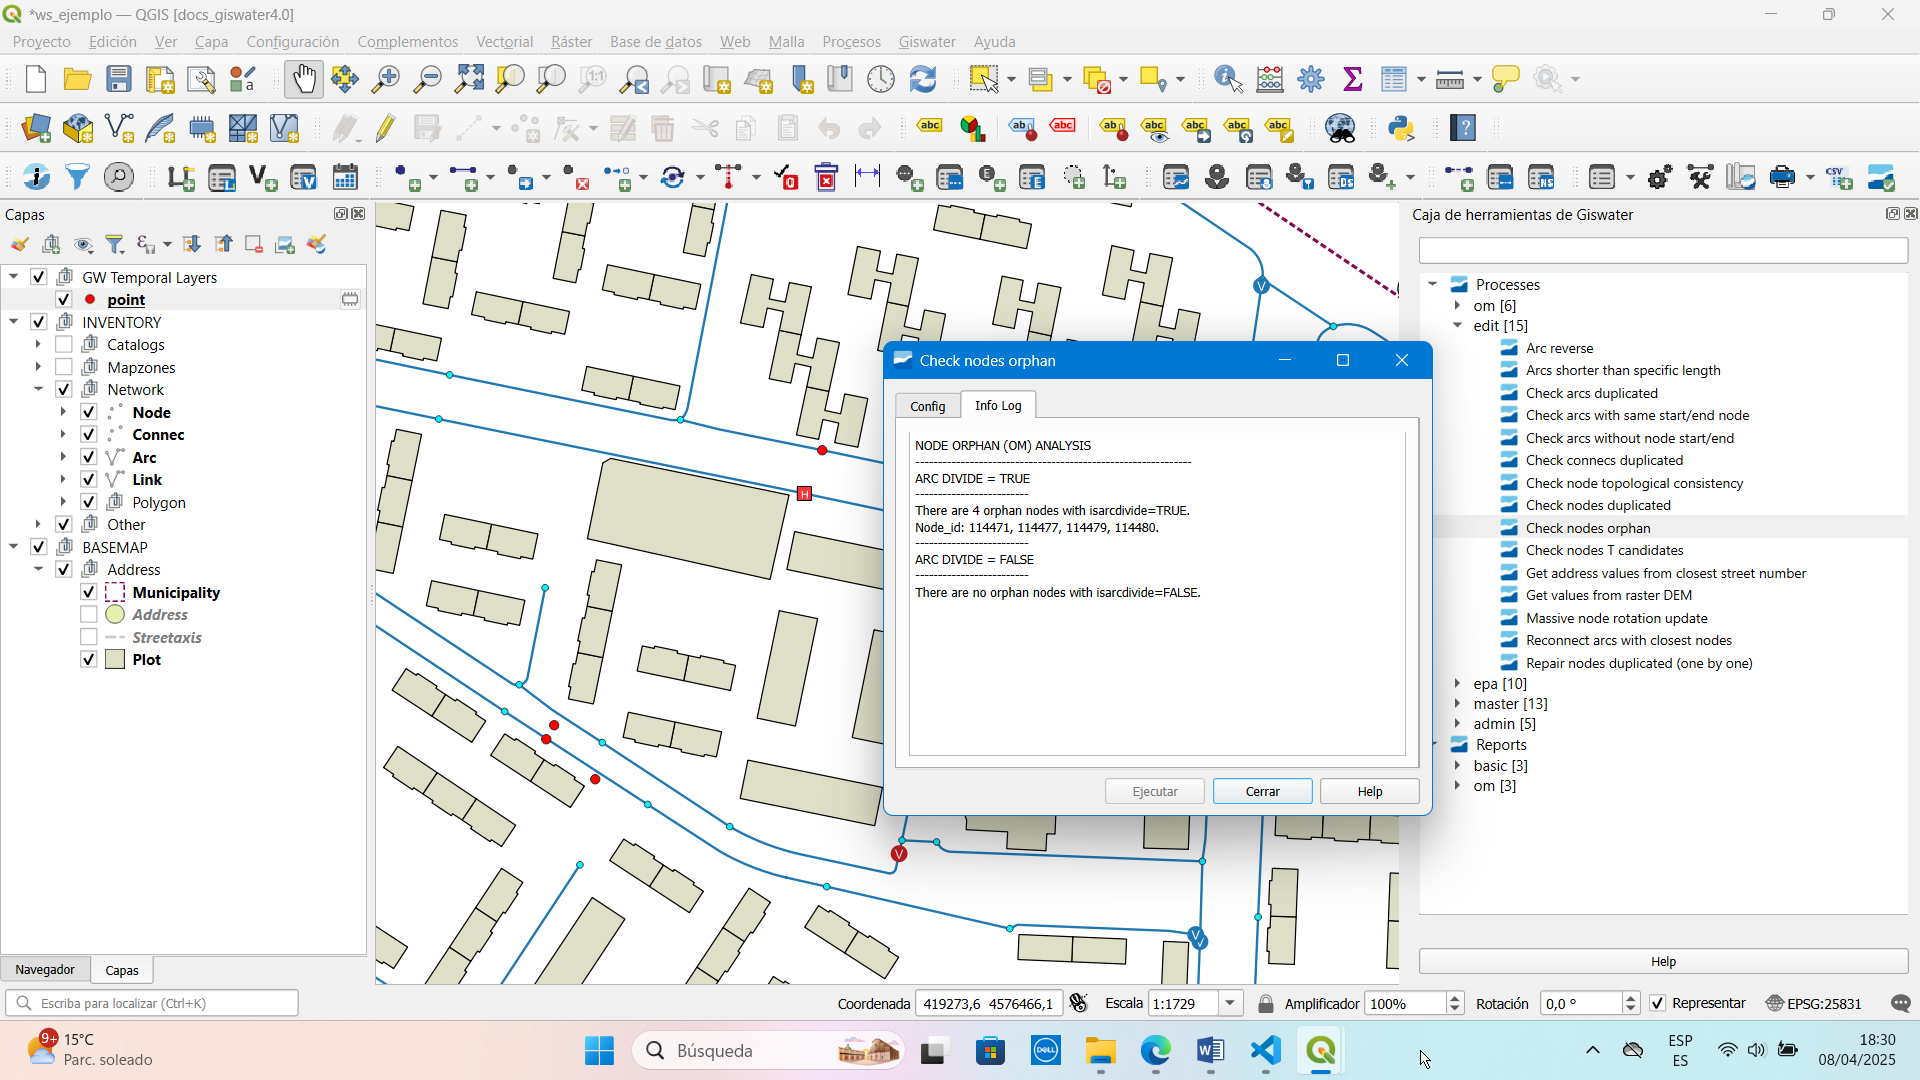 *ws_ejemplo — QGIS [docs_giswater4.0]
Proyecto Edición Ver Capa Configuración Complementos Vectorial Ráster Base de datos Web Malla Procesos Giswater Ayuda
Capas
GW Temporal Layers
point
INVENTORY
Catalogs
Mapzones
Network
Node
Connec
Arc
Link
Polygon
Other
BASEMAP
Address
Municipality
Address
Streetaxis
Plot
Navegador Capas
Escriba para localizar (Ctrl+K)
V
H
V
V
V
Check nodes orphan
Config Info Log
NODE ORPHAN (OM) ANALYSIS
------------------------------------------------------------
ARC DIVIDE = TRUE
-------------------------
There are 4 orphan nodes with isarcdivide=TRUE.
Node_id: 114471, 114477, 114479, 114480.
-------------------------
ARC DIVIDE = FALSE
-------------------------
There are no orphan nodes with isarcdivide=FALSE.
Ejecutar Cerrar Help
Caja de herramientas de Giswater
Processes
om [6]
edit [15]
Arc reverse
Arcs shorter than specific length
Check arcs duplicated
Check arcs with same start/end node
Check arcs without node start/end
Check connecs duplicated
Check node topological consistency
Check nodes duplicated
Check nodes orphan
Check nodes T candidates
Get address values from closest street number
Get values from raster DEM
Massive node rotation update
Reconnect arcs with closest nodes
Repair nodes duplicated (one by one)
epa [10]
master [13]
admin [5]
Reports
basic [3]
om [3]
Help
Coordenada 419273,6 4576466,1 Escala 1:1729 Amplificador 100% Rotación 0,0 ° Representar EPSG:25831
9+
15°C
Parc. soleado
Búsqueda
DELL
ESP
ES
18:30
08/04/2025